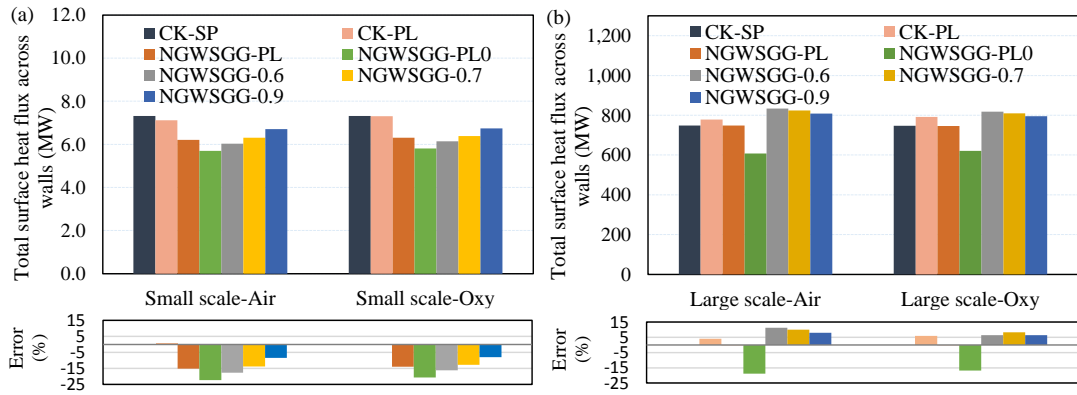 (a)
Total surface heat flux across
walls (MW)
12.0
10.0
8.0
6.0
4.0
2.0
0.0
CK-SP
CK-PL
NGWSGG-PL
NGWSGG-PL0
NGWSGG-0.6
NGWSGG-0.7
NGWSGG-0.9
Small scale-Air
Small scale-Oxy
Error
(%)
15
5
-5
-15
-25
(b)
Total surface heat flux across
walls (MW)
1,200
1,000
800
600
400
200
0
CK-SP
CK-PL
NGWSGG-PL
NGWSGG-PL0
NGWSGG-0.6
NGWSGG-0.7
NGWSGG-0.9
Large scale-Air
Large scale-Oxy
Error
(%)
15
5
-5
-15
-25